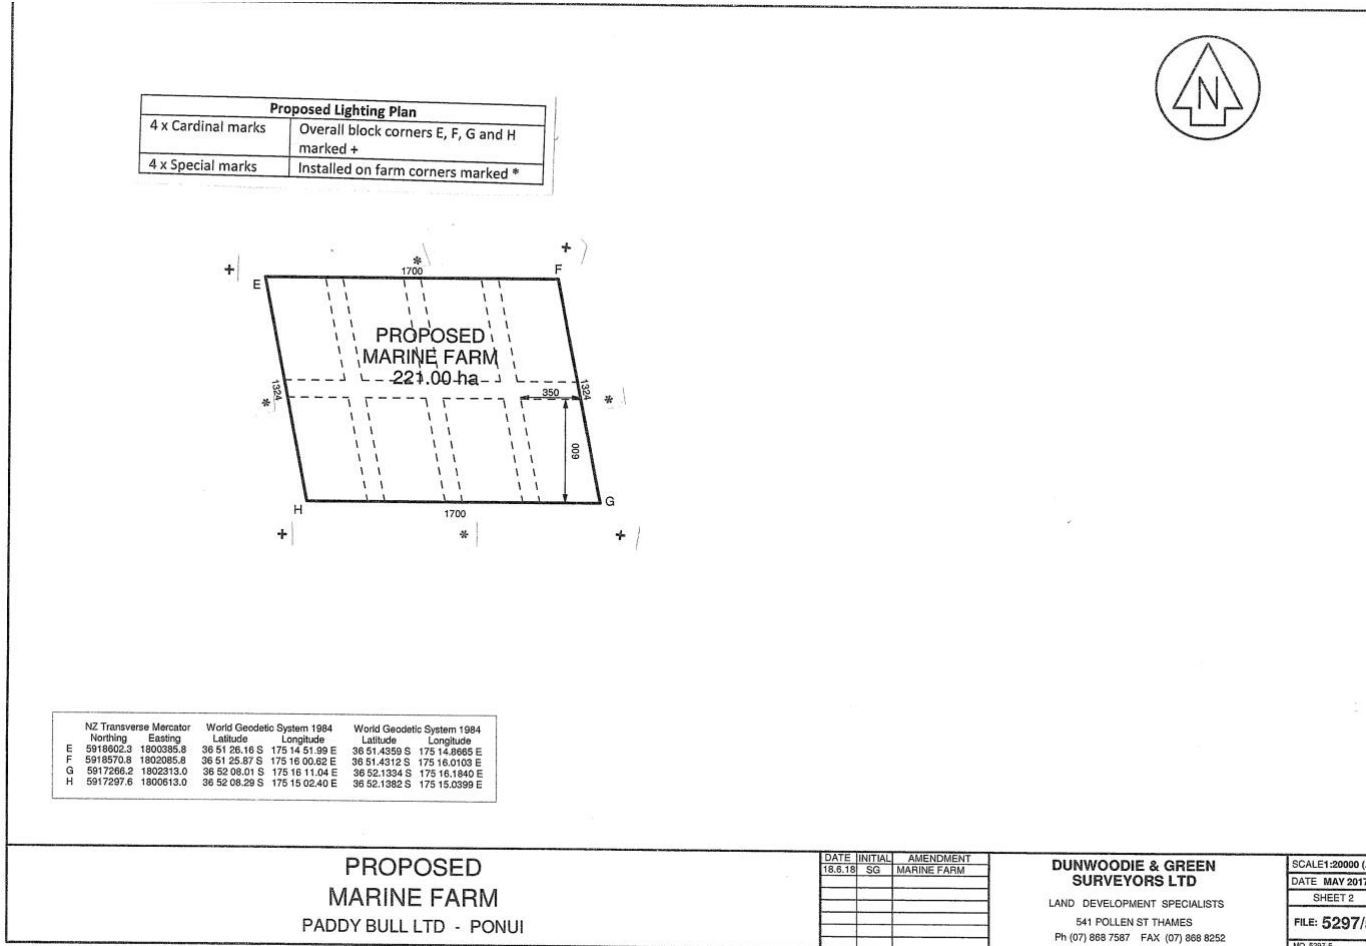 N
Proposed Lighting Plan
4 x Cardinal marks Overall block corners E, F, G and H
marked +
4 x Special marks Installed on farm corners marked *
+ * +
1700
E F
PROPOSED
MARINE FARM
221.00 ha
1324 1324
350
* *
600
H G
1700
+ * +
NZ Transverse Mercator World Geodetic System 1984 World Geodetic System 1984
Northing Easting Latitude Longitude Latitude Longitude
E 5918602.3 1800385.8 36 51 26.16 S 175 14 51.99 E 36 51.4359 S 175 14.8665 E
F 5918570.8 1802085.8 36 51 25.87 S 175 16 00.62 E 36 51.4312 S 175 16.0103 E
G 5917266.2 1802313.0 36 52 08.01 S 175 16 11.04 E 36 52.1334 S 175 16.1840 E
H 5917297.6 1800613.0 36 52 08.29 S 175 15 02.40 E 36 52.1382 S 175 15.0399 E
PROPOSED
MARINE FARM
PADDY BULL LTD - PONUI
DATE INITIAL AMENDMENT
18.6.18 SG MARINE FARM
DUNWOODIE & GREEN
SURVEYORS LTD
LAND DEVELOPMENT SPECIALISTS
541 POLLEN ST THAMES
Ph (07) 868 7587 FAX (07) 868 8252
SCALE1:20000 (
DATE MAY 2017
SHEET 2
FILE: 5297/